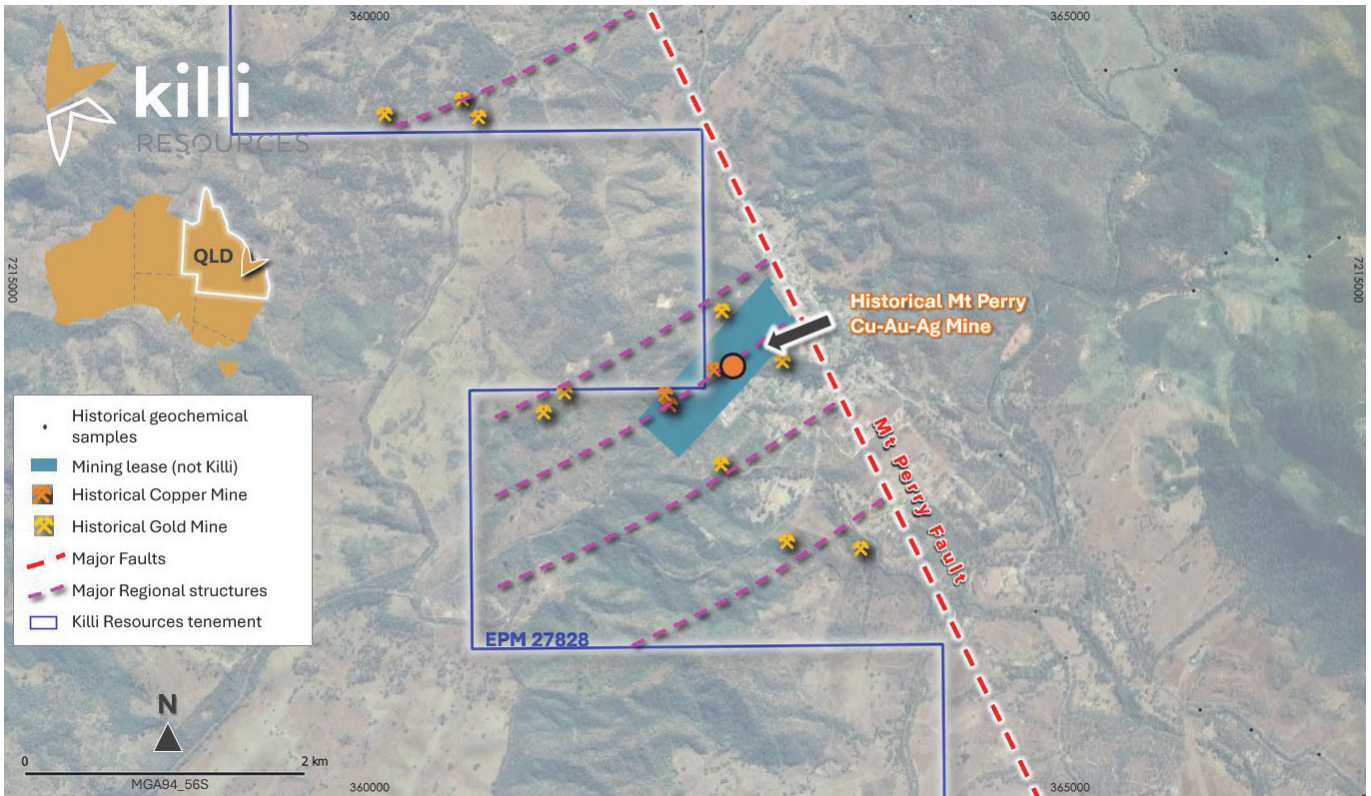 360000
365000
killi
RESOURCES
QLD
7215000
7215000
Historical Mt Perry
Cu-Au-Ag Mine
Historical geochemical
samples
Mining lease (not Killi)
Historical Copper Mine
Historical Gold Mine
Major Faults
Major Regional structures
Killi Resources tenement
Mt Perry Fault
EPM 27828
N
0
2 km
MGA94_56S
360000
365000